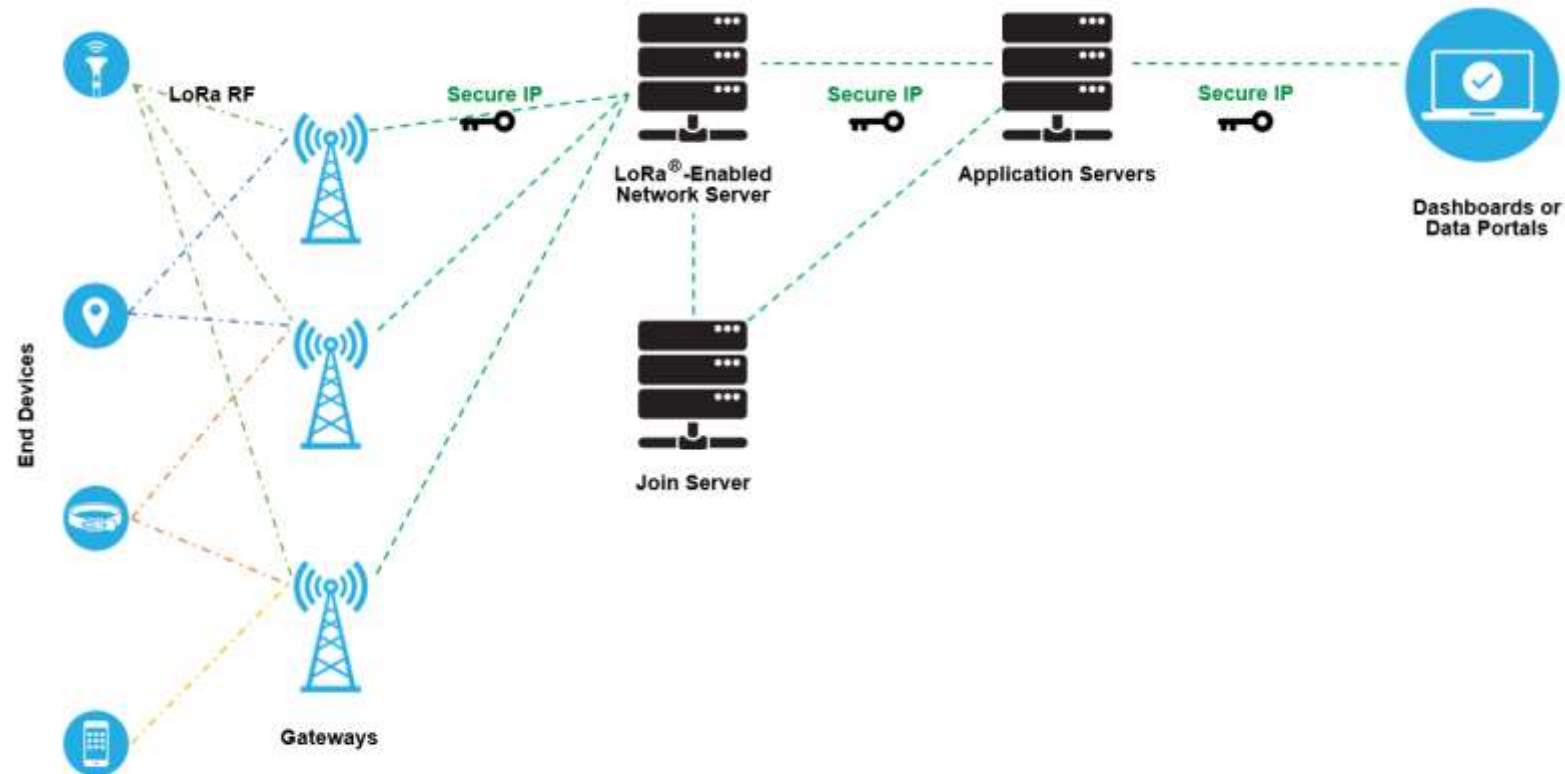 LoRa RF
Secure IP
Secure IP
Secure IP
LoRa®-Enabled
Network Server
Application Servers
Dashboards or
Data Portals
End Devices
Join Server
Gateways